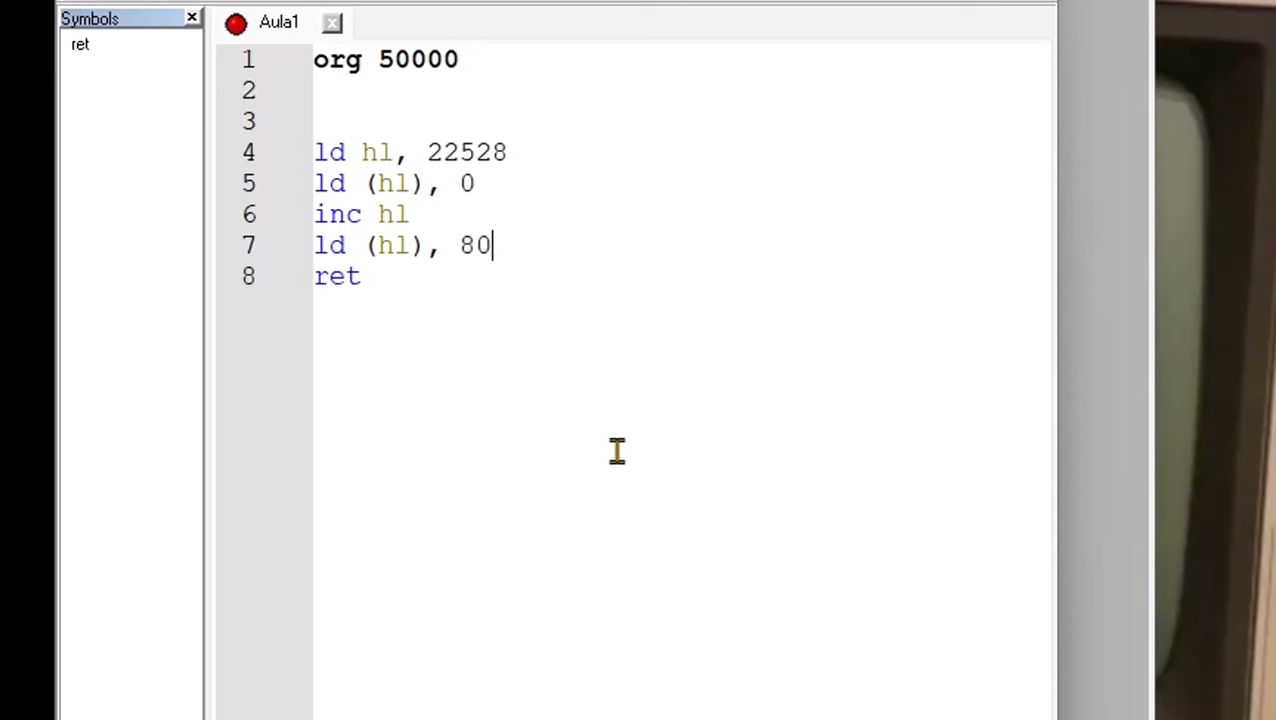 Symbols
ret
Aula1
1 org 50000
2
3
4 ld hl, 22528
5 ld (hl), 0
6 inc hl
7 ld (hl), 80
8 ret